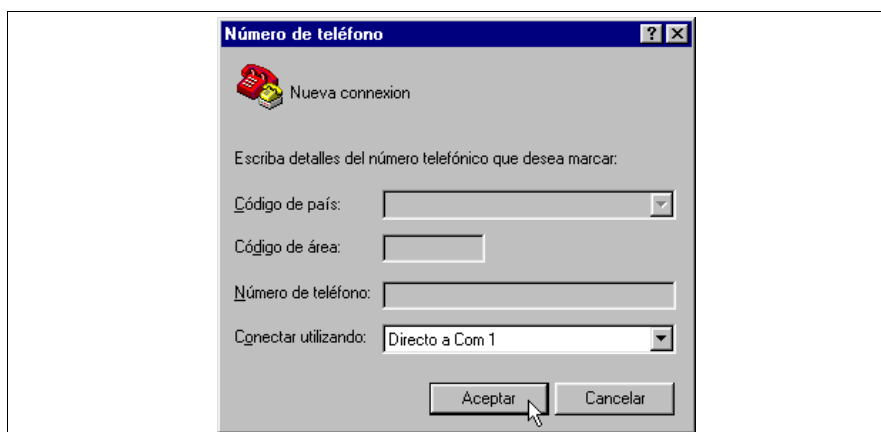 Número de teléfono
Nueva connexion
Escriba detalles del número telefónico que desea marcar:
Código de país:
Código de área:
Número de teléfono:
Conectar utilizando: Directo a Com 1
Aceptar Cancelar